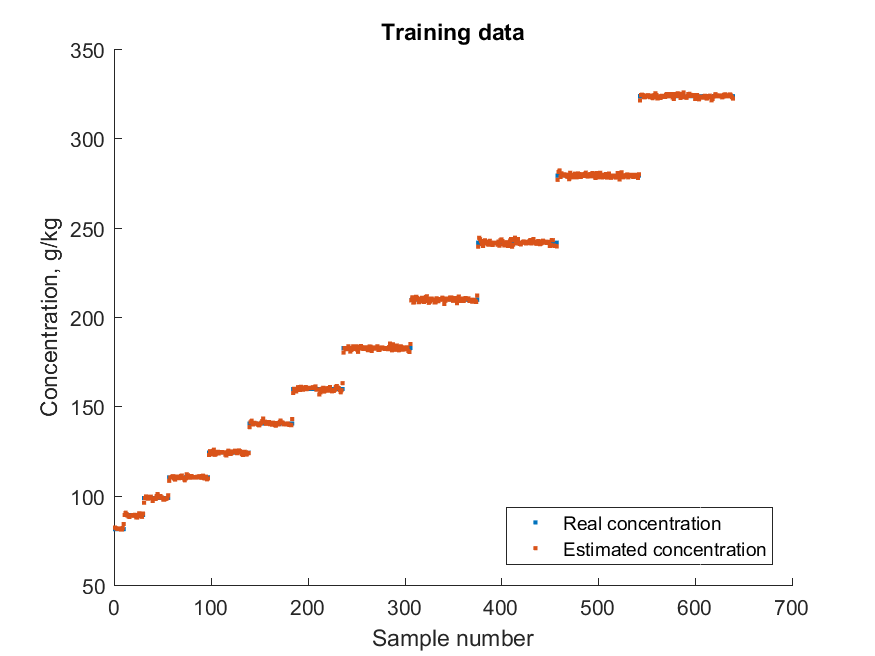 Training data
350
300
250
200
150
100
50
Concentration, g/kg
0 100 200 300 400 500 600 700
Sample number
Real concentration
Estimated concentration